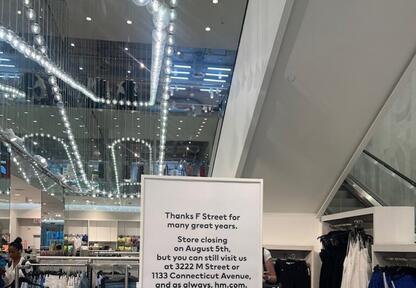 Thanks F Street for
many great years.
Store closing
on August 5th,
but you can still visit us
at 3222 M Street or
1133 Connecticut Avenue,
and as always, hm.com.